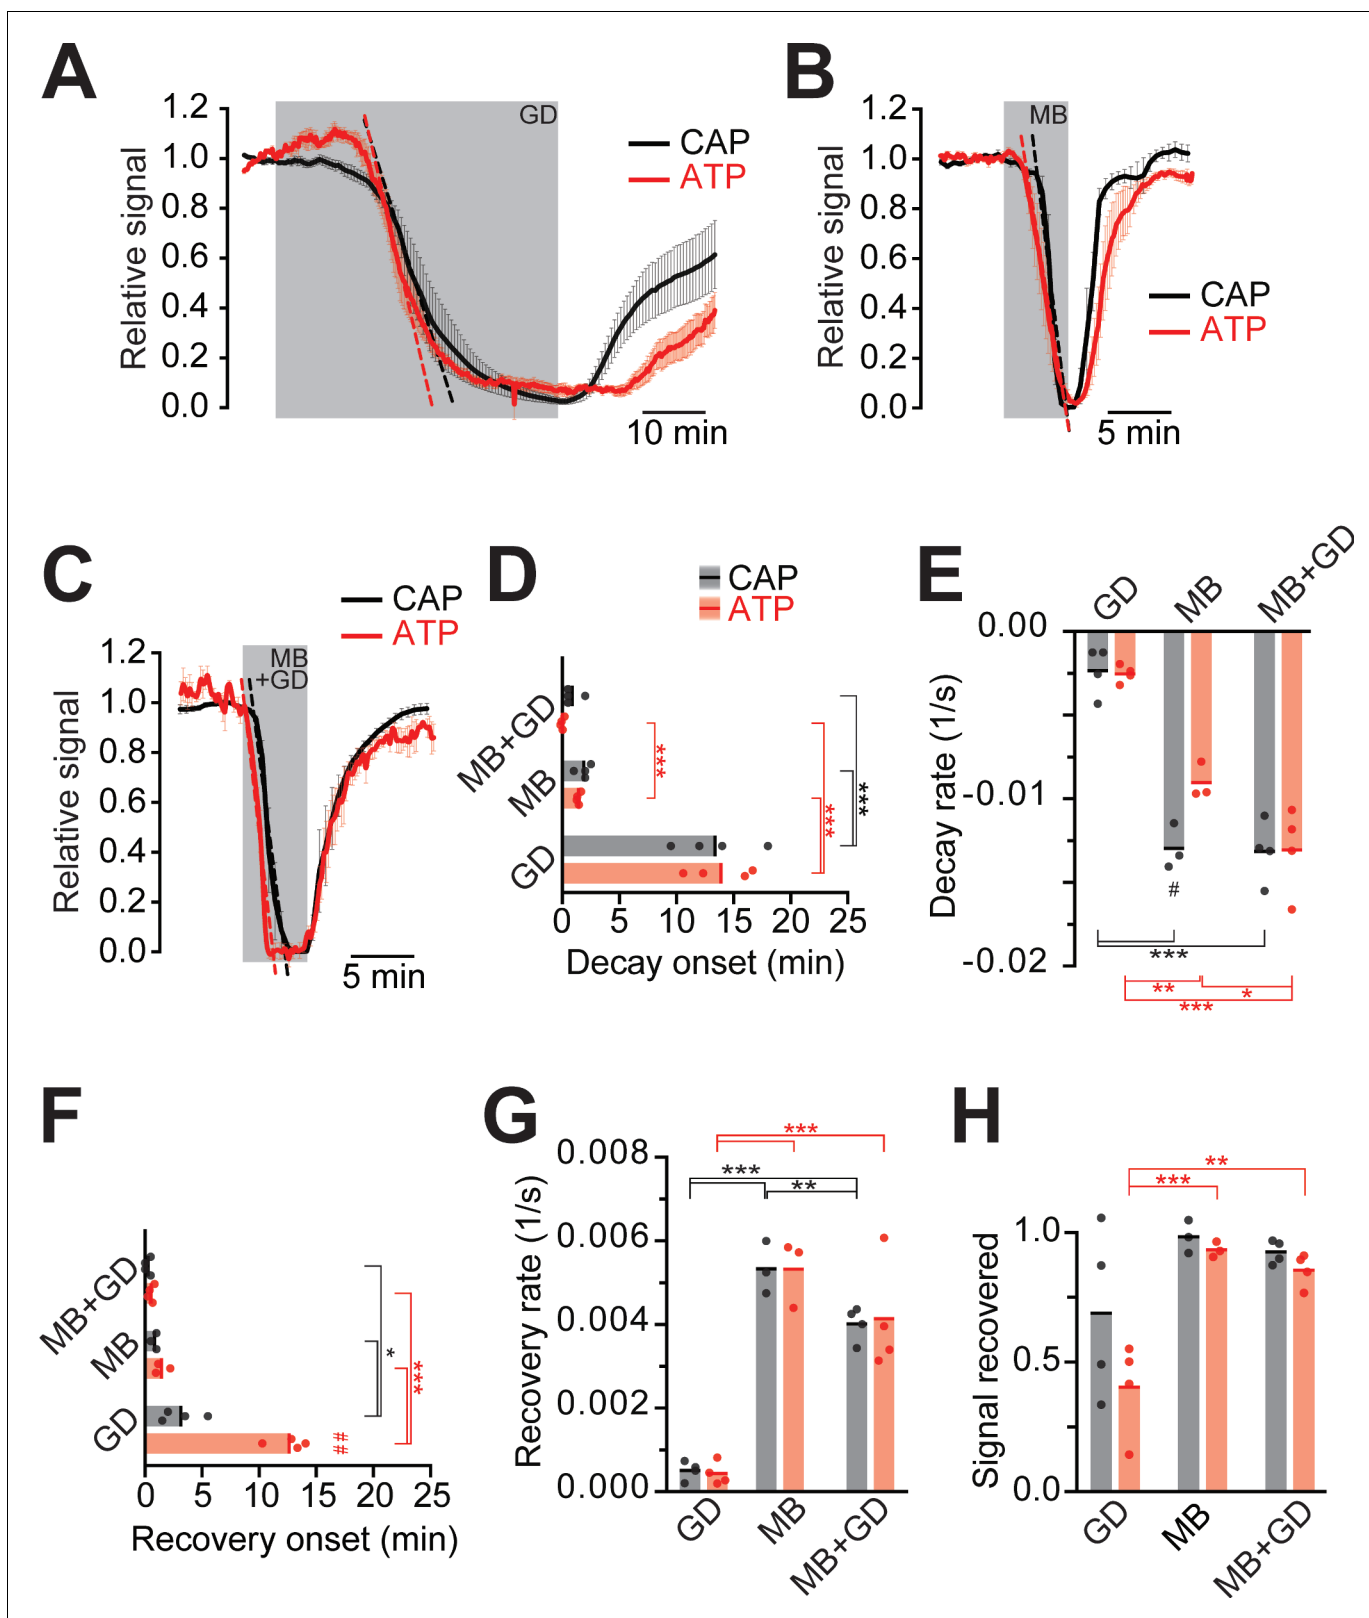 A
1.2
1.0
0.8
0.6
0.4
0.2
0.0
Relative signal
GD
CAP
ATP
10 min
B
1.2
1.0
0.8
0.6
0.4
0.2
0.0
Relative signal
MB
CAP
ATP
5 min
C
CAP
ATP
1.2
1.0
0.8
0.6
0.4
0.2
0.0
Relative signal
MB
+GD
5 min
D
CAP
ATP
MB+GD
MB
GD
***
***
***
0
5
10
15
20
25
Decay onset (min)
E
GD
MB
MB+GD
0.00
-0.01
-0.02
Decay rate (1/s)
#
***
**
*
***
F
MB+GD
MB
GD
*
***
##
0
5
10
15
20
25
Recovery onset (min)
G
0.008
0.006
0.004
0.002
0.000
Recovery rate (1/s)
***
***
**
GD
MB
MB+GD
H
1.0
0.5
0.0
Signal recovered
**
***
GD
MB
MB+GD